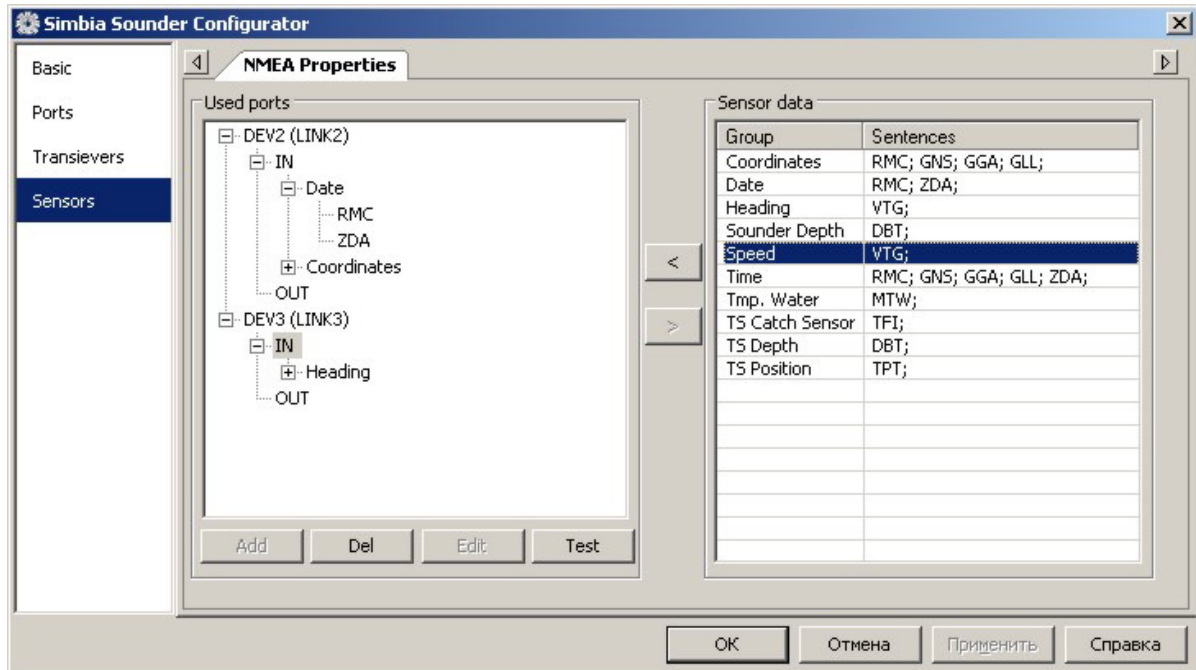 Simbia Sounder Configurator
Basic
Ports
Transievers
Sensors
NMEA Properties
Used ports
DEV2 (LINK2)
IN
Date
RMC
ZDA
Coordinates
OUT
DEV3 (LINK3)
IN
Heading
OUT
Add Del Edit Test
<
>
Sensor data
Group Sentences
Coordinates RMC; GNS; GGA; GLL;
Date RMC; ZDA;
Heading VTG;
Sounder Depth DBT;
Speed VTG;
Time RMC; GNS; GGA; GLL; ZDA;
Tmp. Water MTW;
TS Catch Sensor TFI;
TS Depth DBT;
TS Position TPT;
OK Отмена Применить Справка